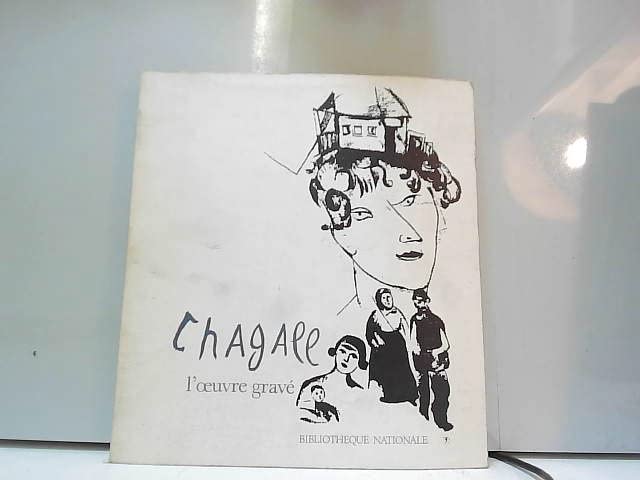 Chagall
l'œuvre gravé
BIBLIOTHEQUE NATIONALE